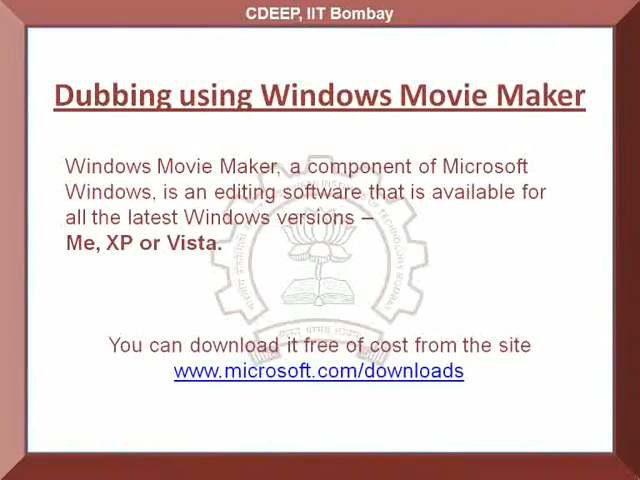 CDEEP, IIT Bombay
Dubbing using Windows Movie Maker
Windows Movie Maker, a component of Microsoft
Windows, is an editing software that is available for
all the latest Windows versions –
Me, XP or Vista.
You can download it free of cost from the site
www.microsoft.com/downloads